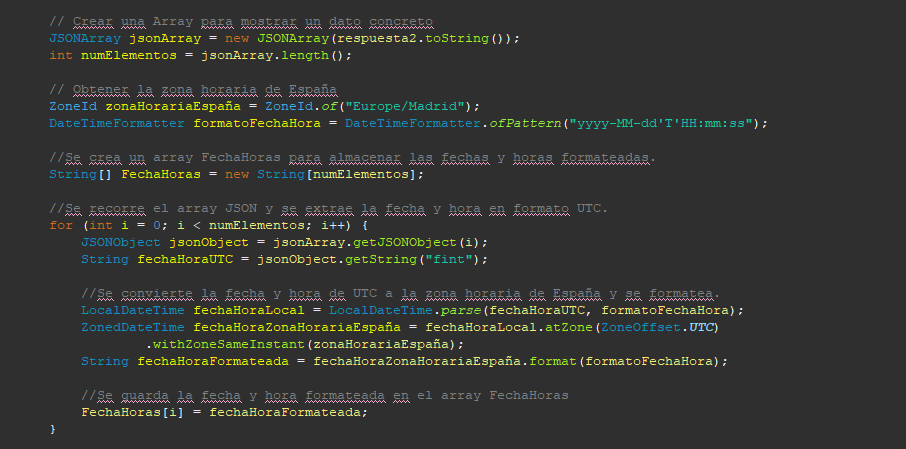 // Crear una Array para mostrar un dato concreto
JSONArray jsonArray = new JSONArray(respuesta2.toString());
int numElementos = jsonArray.length();
// Obtener la zona horaria de España
ZoneId zonaHorariaEspaña = ZoneId.of("Europe/Madrid");
DateTimeFormatter formatoFechaHora = DateTimeFormatter.ofPattern("yyyy-MM-dd'T'HH:mm:ss");
//Se crea un array FechaHoras para almacenar las fechas y horas formateadas.
String[] FechaHoras = new String[numElementos];
//Se recorre el array JSON y se extrae la fecha y hora en formato UTC.
for (int i = 0; i < numElementos; i++) {
JSONObject jsonObject = jsonArray.getJSONObject(i);
String fechaHoraUTC = jsonObject.getString("fint");
//Se convierte la fecha y hora de UTC a la zona horaria de España y se formatea.
LocalDateTime fechaHoraLocal = LocalDateTime.parse(fechaHoraUTC, formatoFechaHora);
ZonedDateTime fechaHoraZonaHorariaEspaña = fechaHoraLocal.atZone(ZoneOffset.UTC)
.withZoneSameInstant(zonaHorariaEspaña);
String fechaHoraFormateada = fechaHoraZonaHorariaEspaña.format(formatoFechaHora);
//Se guarda la fecha y hora formateada en el array FechaHoras
FechaHoras[i] = fechaHoraFormateada;
}